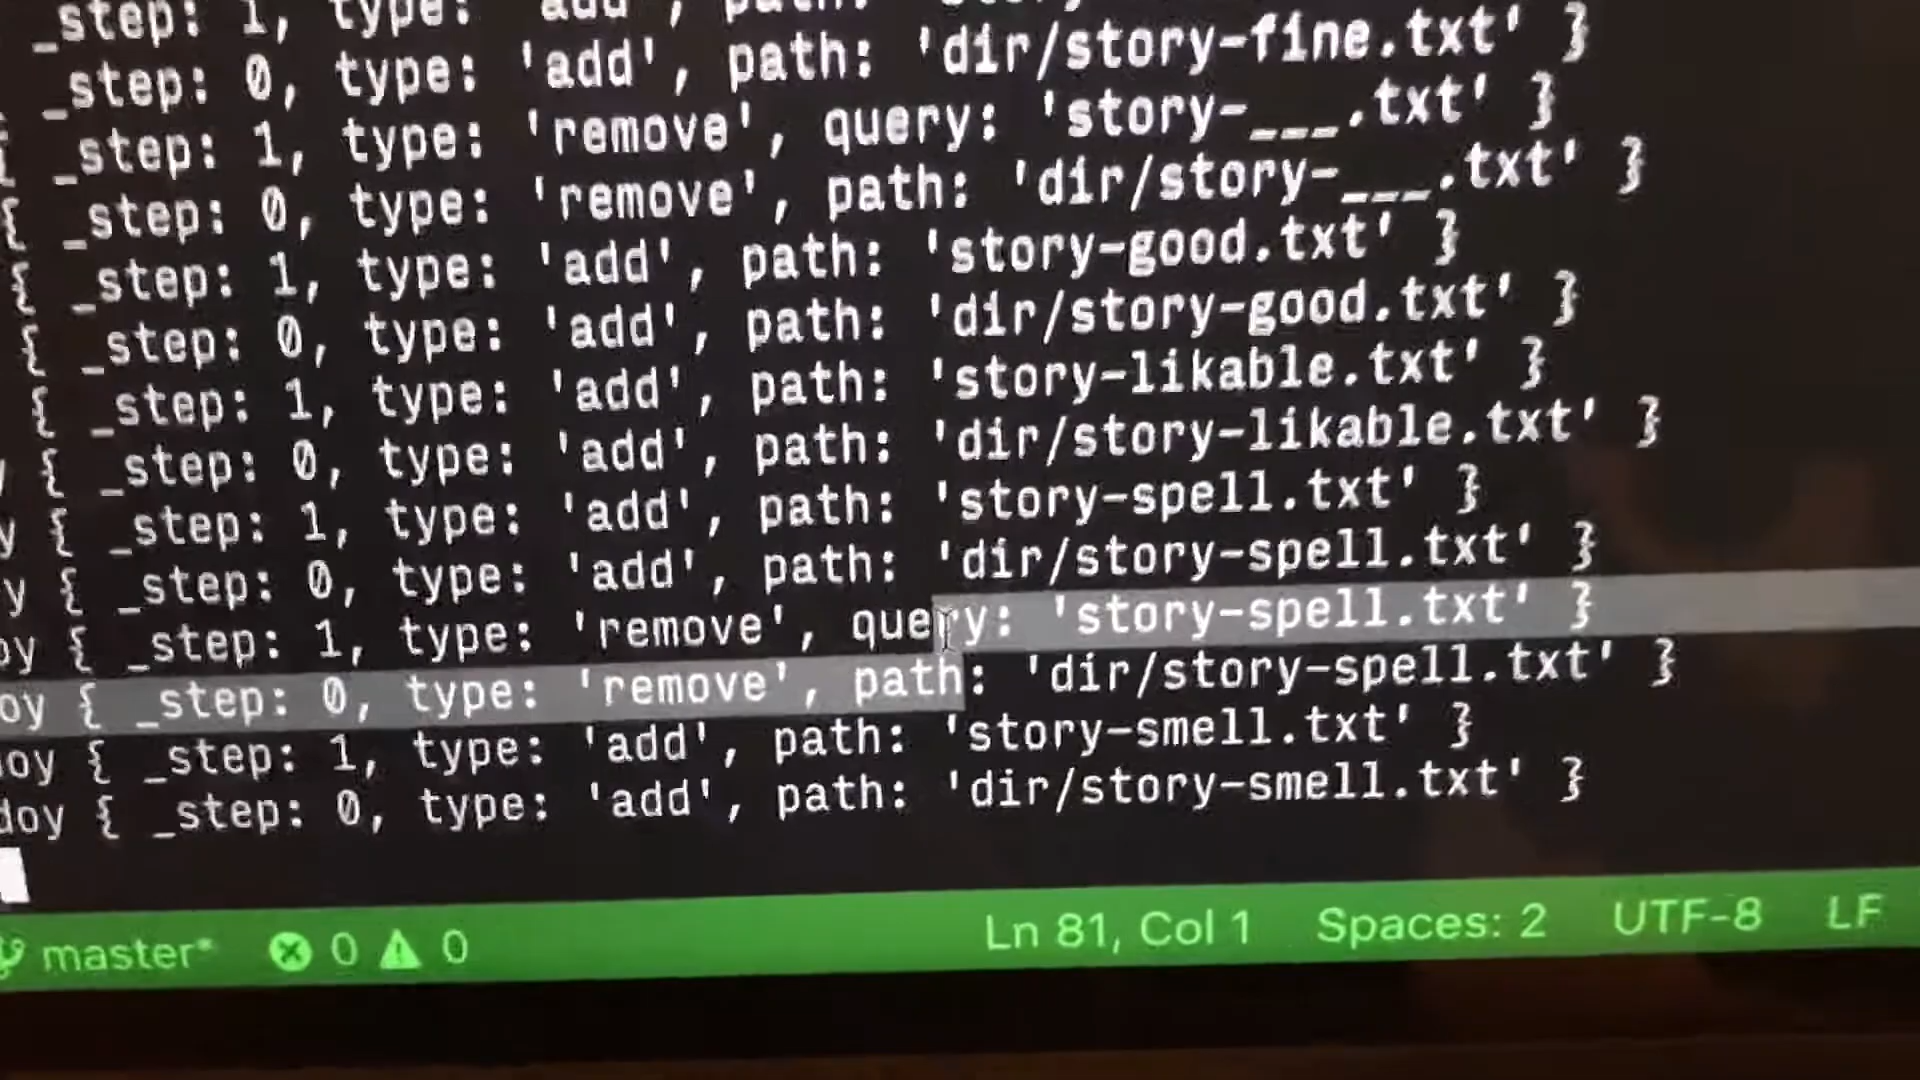 _step: 1, type: 'add', path:
_step: 0, type: 'add', path: 'dir/story-fine.txt' }
_step: 1, type: 'remove', query: 'story-___.txt' }
{ _step: 0, type: 'remove', path: 'dir/story-___.txt' }
{ _step: 1, type: 'add', path: 'story-good.txt' }
{ _step: 0, type: 'add', path: 'dir/story-good.txt' }
{ _step: 1, type: 'add', path: 'story-likable.txt' }
y { _step: 0, type: 'add', path: 'dir/story-likable.txt' }
y { _step: 1, type: 'add', path: 'story-spell.txt' }
y { _step: 0, type: 'add', path: 'dir/story-spell.txt' }
oy { _step: 1, type: 'remove', query: 'story-spell.txt' }
oy { _step: 0, type: 'remove', path: 'dir/story-spell.txt' }
oy { _step: 1, type: 'add', path: 'story-smell.txt' }
doy { _step: 0, type: 'add', path: 'dir/story-smell.txt' }
master* 0 0 Ln 81, Col 1 Spaces: 2 UTF-8 LF